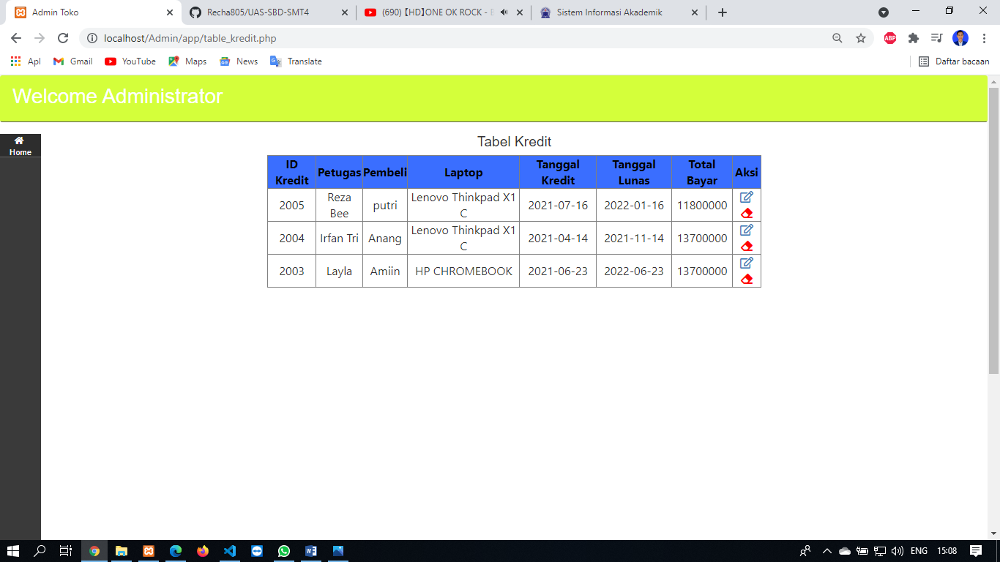 Admin Toko
Recha805/UAS-SBD-SMT4
(690) 【HD】ONE OK ROCK - E
Sistem Informasi Akademik
localhost/Admin/app/table_kredit.php
ABP
Apl
Gmail
YouTube
Maps
News
Translate
Daftar bacaan
Welcome Administrator
Home
Tabel Kredit
ID Kredit Petugas Pembeli Laptop Tanggal Kredit Tanggal Lunas Total Bayar Aksi
2005 Reza Bee putri Lenovo Thinkpad X1 C 2021-07-16 2022-01-16 11800000
2004 Irfan Tri Anang Lenovo Thinkpad X1 C 2021-04-14 2021-11-14 13700000
2003 Layla Amiin HP CHROMEBOOK 2021-06-23 2022-06-23 13700000
ENG 15:08